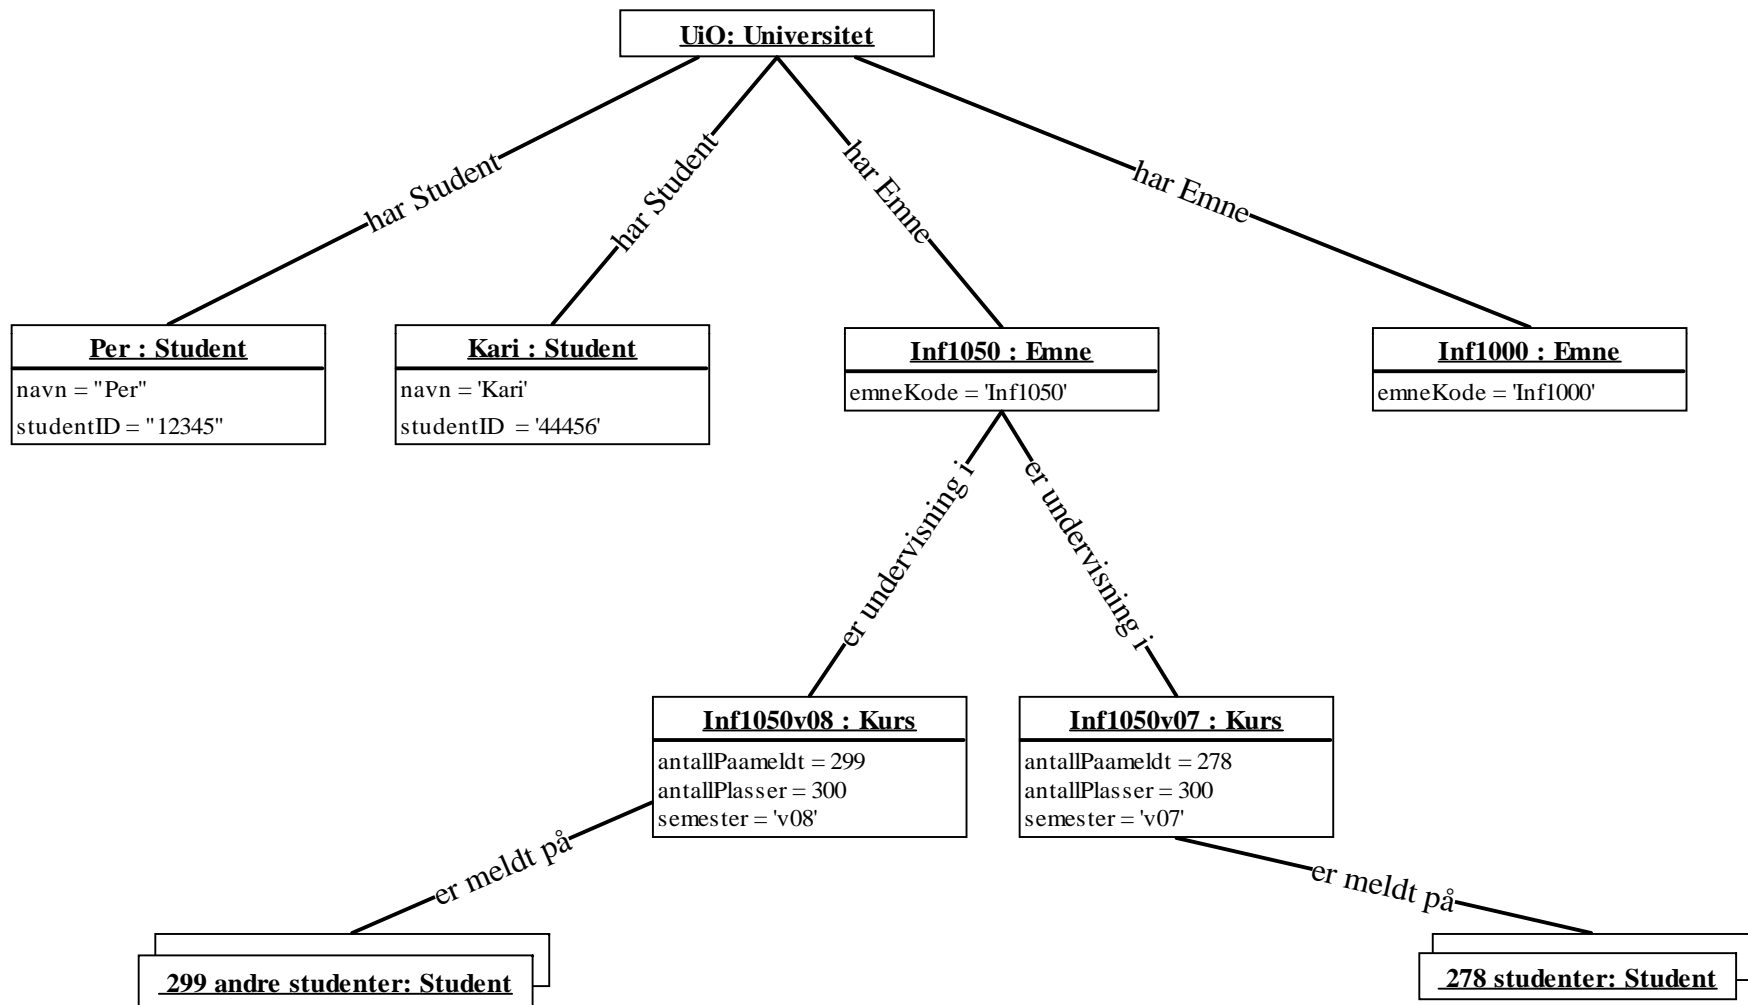 UiO: Universitet
har Student
har Student
har Emne
har Emne
Per : Student
navn = "Per"
studentID = "12345"
Kari : Student
navn = 'Kari'
studentID = '44456'
Inf1050 : Emne
emneKode = 'Inf1050'
Inf1000 : Emne
emneKode = 'Inf1000'
er undervisning i
er undervisning i
Inf1050v08 : Kurs
antallPaameldt = 299
antallPlasser = 300
semester = 'v08'
Inf1050v07 : Kurs
antallPaameldt = 278
antallPlasser = 300
semester = 'v07'
er meldt på
er meldt på
299 andre studenter: Student
278 studenter: Student